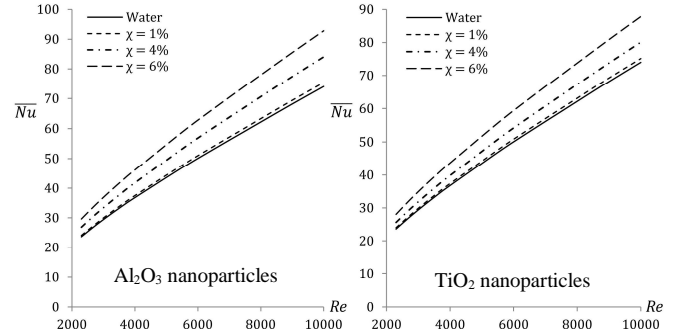 100
90
80
70
60
50
40
30
20
10
0
2000 4000 6000 8000 10000
N̅u̅
Re
Water
χ = 1%
χ = 4%
χ = 6%
Al₂O₃ nanoparticles
90
80
70
60
50
40
30
20
10
0
2000 4000 6000 8000 10000
N̅u̅
Re
Water
χ = 1%
χ = 4%
χ = 6%
TiO₂ nanoparticles